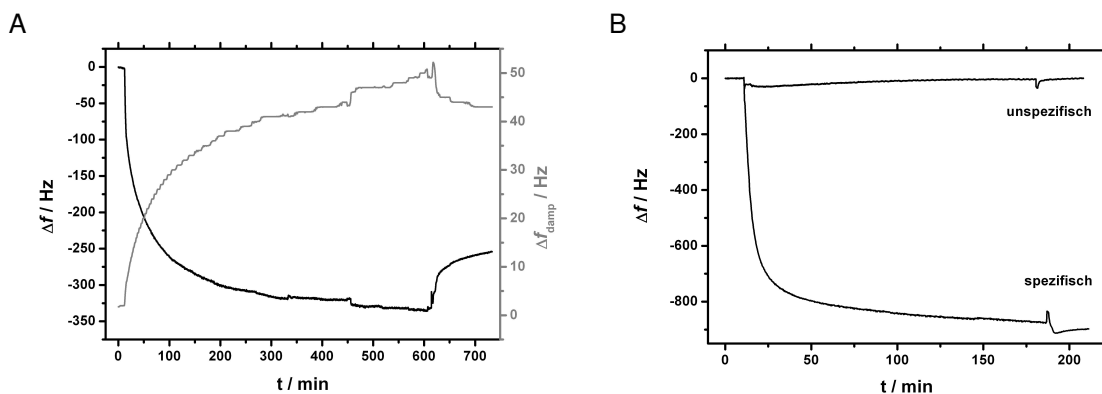 A
0
-50
-100
-150
-200
-250
-300
-350
Δf / Hz
0
10
20
30
40
50
Δf_damp / Hz
0 100 200 300 400 500 600 700
t / min
B
0
-200
-400
-600
-800
Δf / Hz
unspezifisch
spezifisch
0 50 100 150 200
t / min